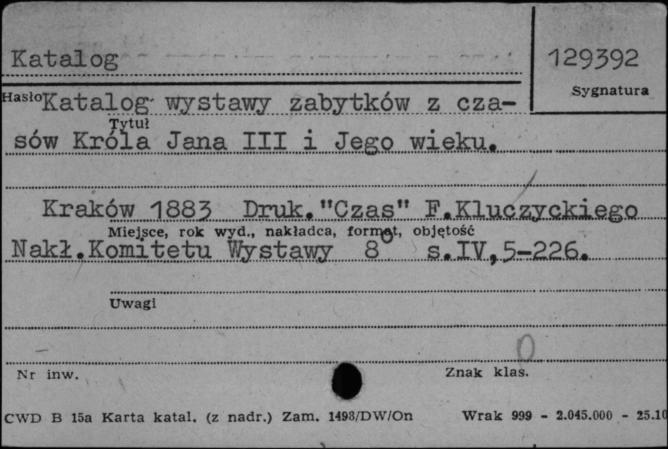 Katalog
129392
Sygnatura
Hasło Katalog wystawy zabytków z cza-
Tytuł
sów Króla Jana III i Jego wieku.
Kraków 1883 Druk."Czas" F.Kluczyckiego
Miejsce, rok wyd., nakładca, format, objętość
Nakł.Komitetu Wystawy 8° s.IV,5-226.
Uwagi
0
Nr inw.
Znak klas.
CWD B 15a Karta katal. (z nadr.) Zam. 1498/DW/On Wrak 999 - 2.045.000 - 25.10